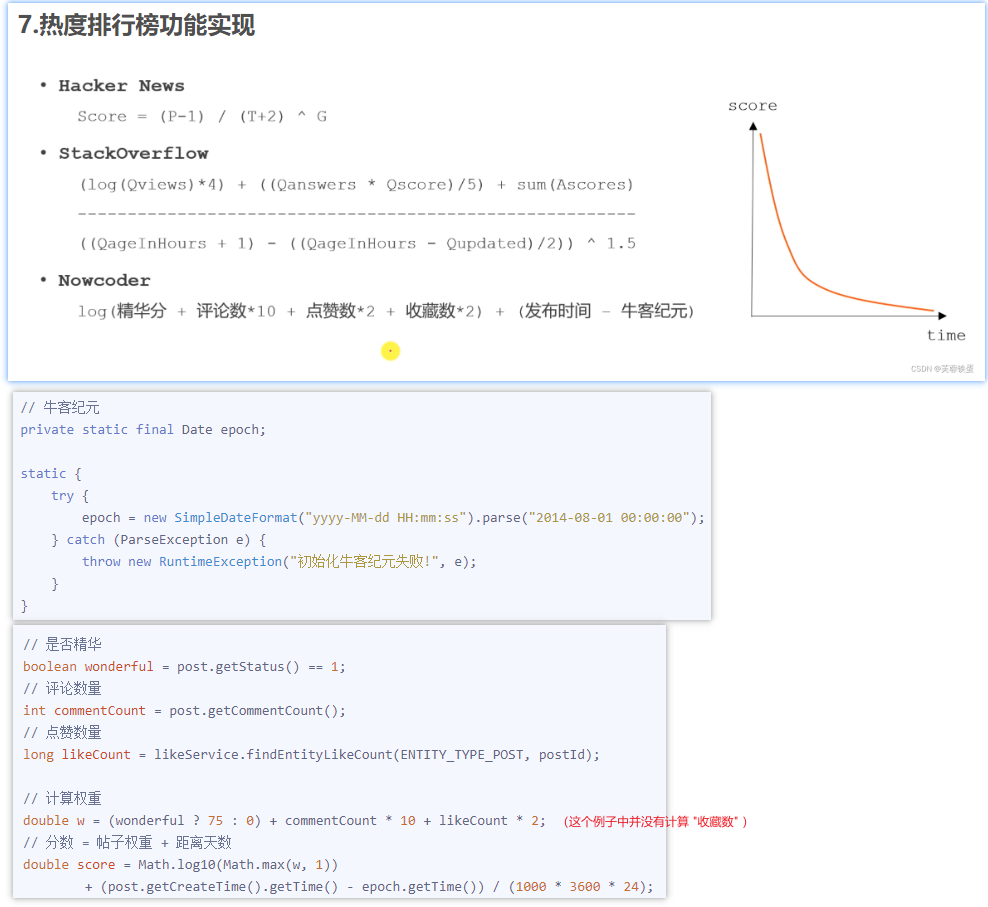 7.热度排行榜功能实现
• Hacker News
Score = (P-1) / (T+2) ^ G
• StackOverflow
(log(Qviews)*4) + ((Qanswers * Qscore)/5) + sum(Ascores)
--------------------------------------------------------
((QageInHours + 1) - ((QageInHours - Qupdated)/2)) ^ 1.5
• Nowcoder
log(精华分 + 评论数*10 + 点赞数*2 + 收藏数*2) + (发布时间 – 牛客纪元)
score
time
CSDN @芙蓉铁蛋
// 牛客纪元
private static final Date epoch;
static {
try {
epoch = new SimpleDateFormat("yyyy-MM-dd HH:mm:ss").parse("2014-08-01 00:00:00");
} catch (ParseException e) {
throw new RuntimeException("初始化牛客纪元失败!", e);
}
}
// 是否精华
boolean wonderful = post.getStatus() == 1;
// 评论数量
int commentCount = post.getCommentCount();
// 点赞数量
long likeCount = likeService.findEntityLikeCount(ENTITY_TYPE_POST, postId);
// 计算权重
double w = (wonderful ? 75 : 0) + commentCount * 10 + likeCount * 2; (这个例子中并没有计算 "收藏数" )
// 分数 = 帖子权重 + 距离天数
double score = Math.log10(Math.max(w, 1))
+ (post.getCreateTime().getTime() - epoch.getTime()) / (1000 * 3600 * 24);